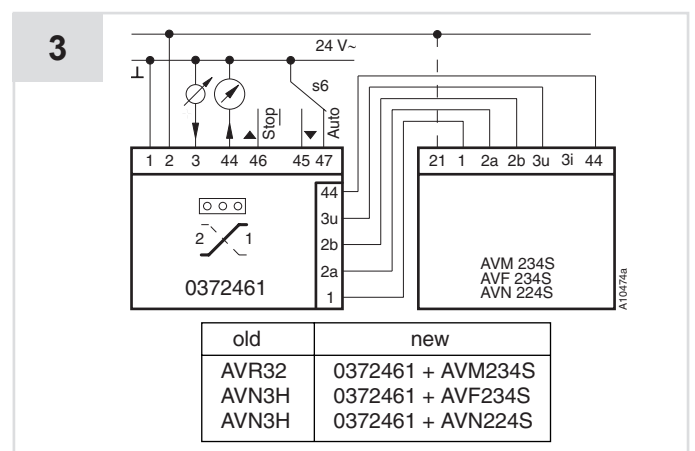 3
24 V~
s6
Stop
Auto
1 2 3 44 46 45 47
21 1 2a 2b 3u 3i 44
44
3u
2b
2a
1
2 1
0372461
AVM 234S
AVF 234S
AVN 224S
A10474a
old new
AVR32 0372461 + AVM234S
AVN3H 0372461 + AVF234S
AVN3H 0372461 + AVN224S